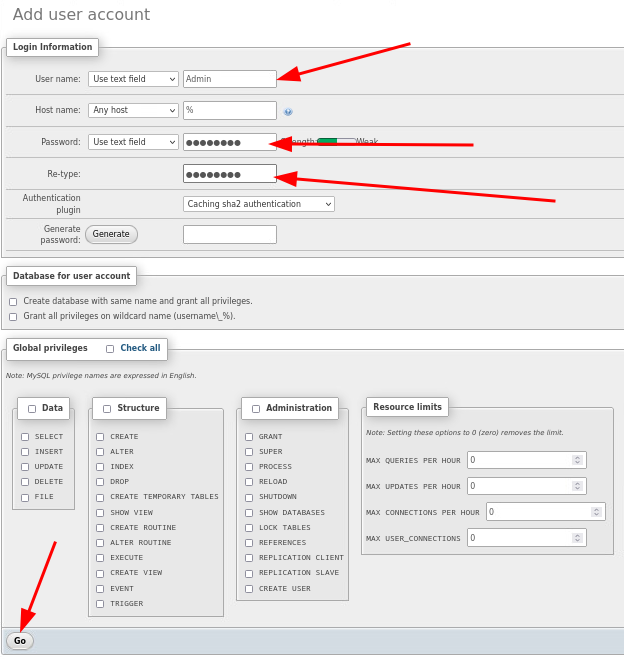 Add user account
Login Information
User name: Use text field Admin
Host name: Any host %
Password: Use text field ●●●●●●●● Weak
Re-type: ●●●●●●●●
Authentication
plugin
Caching sha2 authentication
Generate
password:
Generate
Database for user account
Create database with same name and grant all privileges.
Grant all privileges on wildcard name (username\_%).
Global privileges Check all
Note: MySQL privilege names are expressed in English.
Data
SELECT
INSERT
UPDATE
DELETE
FILE
Structure
CREATE
ALTER
INDEX
DROP
CREATE TEMPORARY TABLES
SHOW VIEW
CREATE ROUTINE
ALTER ROUTINE
EXECUTE
CREATE VIEW
EVENT
TRIGGER
Administration
GRANT
SUPER
PROCESS
RELOAD
SHUTDOWN
SHOW DATABASES
LOCK TABLES
REFERENCES
REPLICATION CLIENT
REPLICATION SLAVE
CREATE USER
Resource limits
Note: Setting these options to 0 (zero) removes the limit.
MAX QUERIES PER HOUR 0
MAX UPDATES PER HOUR 0
MAX CONNECTIONS PER HOUR 0
MAX USER_CONNECTIONS 0
Go